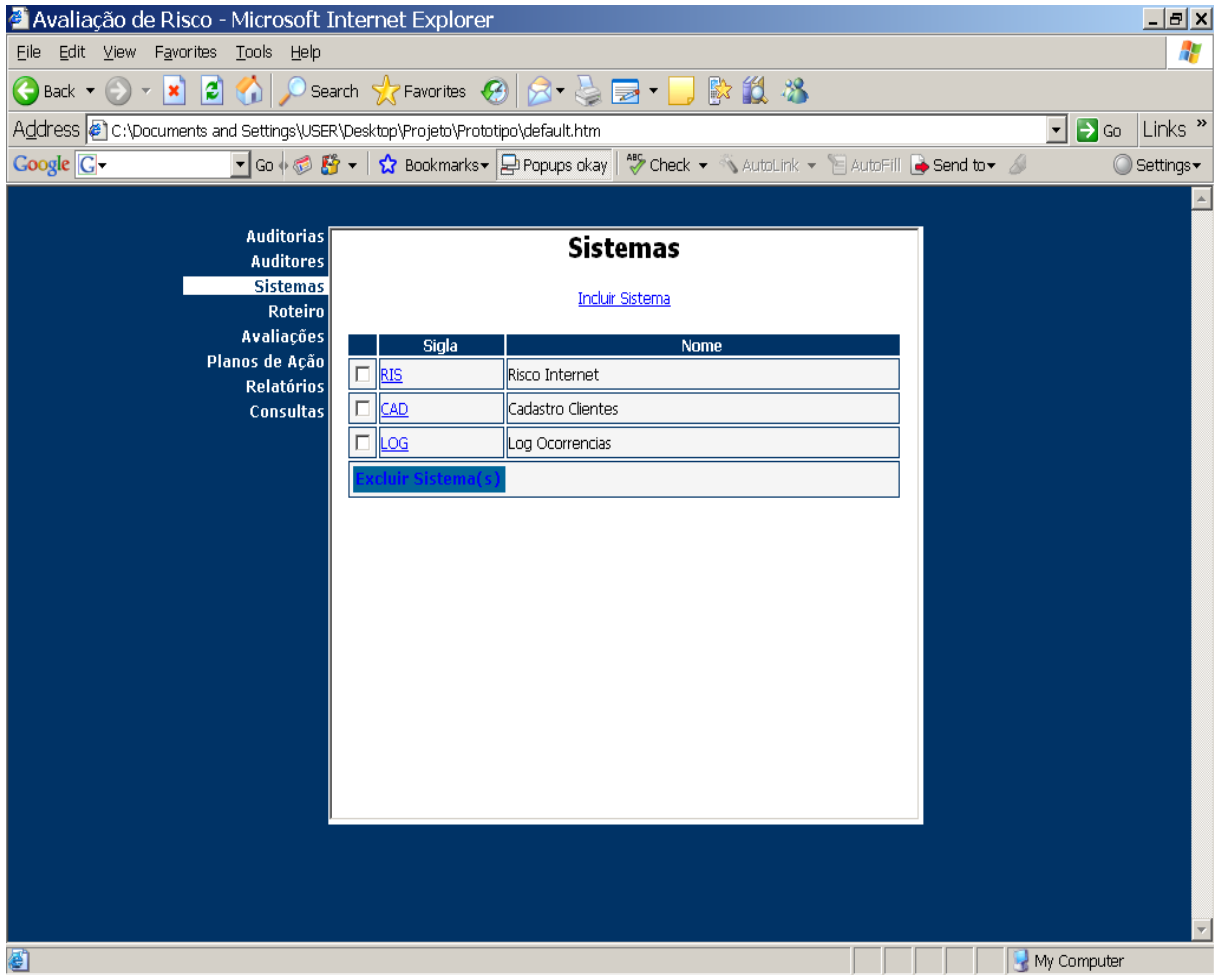 Avaliação de Risco - Microsoft Internet Explorer
File Edit View Favorites Tools Help
Back Search Favorites
Address C:\Documents and Settings\USER\Desktop\Projeto\Prototipo\default.htm Go Links »
Google G Go Bookmarks Popups okay ABC Check AutoLink AutoFill Send to Settings
Auditorias
Auditores
Sistemas
Roteiro
Avaliações
Planos de Ação
Relatórios
Consultas
Sistemas
Incluir Sistema
Sigla Nome
RIS Risco Internet
CAD Cadastro Clientes
LOG Log Ocorrencias
Excluir Sistema(s)
My Computer